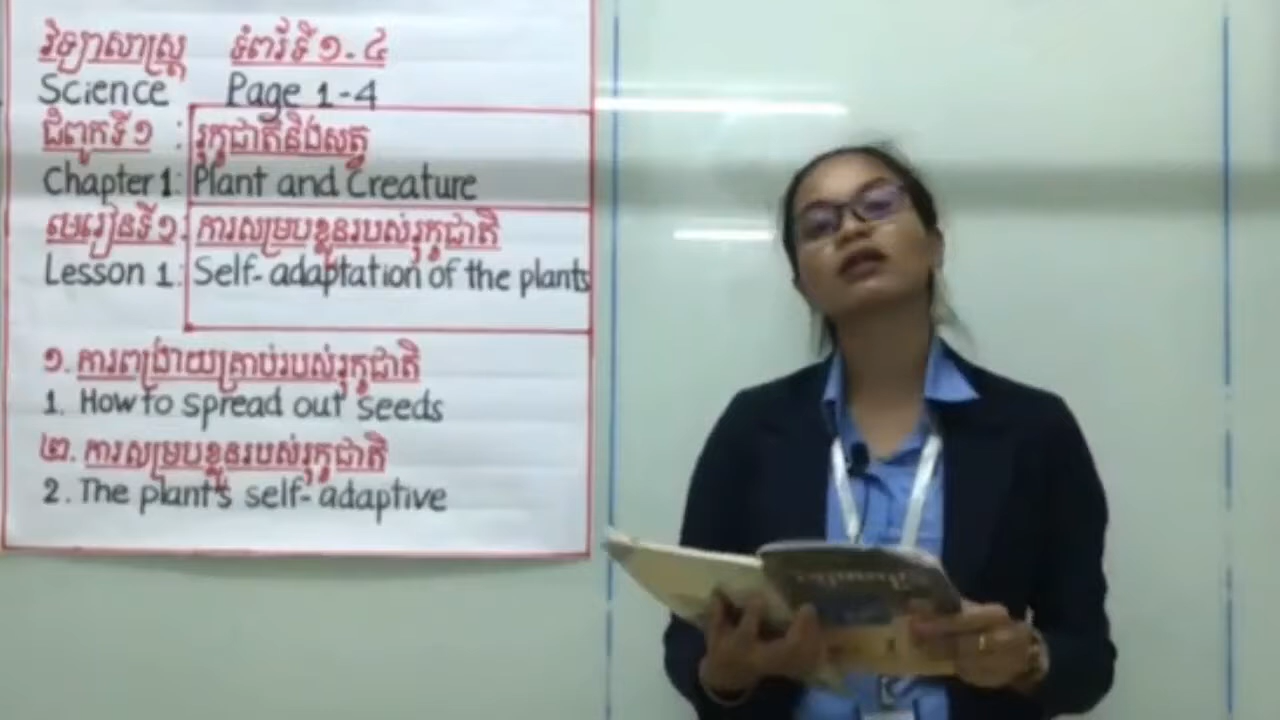 វិទ្យាសាស្ត្រ ទំពារទី១-៤
Science Page 1-4
ជំពូកទី១ : រុក្ខជាតិនិងសត្វ
Chapter 1: Plant and Creature
មេរៀនទី១: ការសម្របខ្លួនរបស់រុក្ខជាតិ
Lesson 1: Self-adaptation of the plants
១. ការពង្រាយគ្រាប់របស់រុក្ខជាតិ
1. How to spread out seeds
២. ការសម្របខ្លួនរបស់រុក្ខជាតិ
2. The plant's self-adaptive